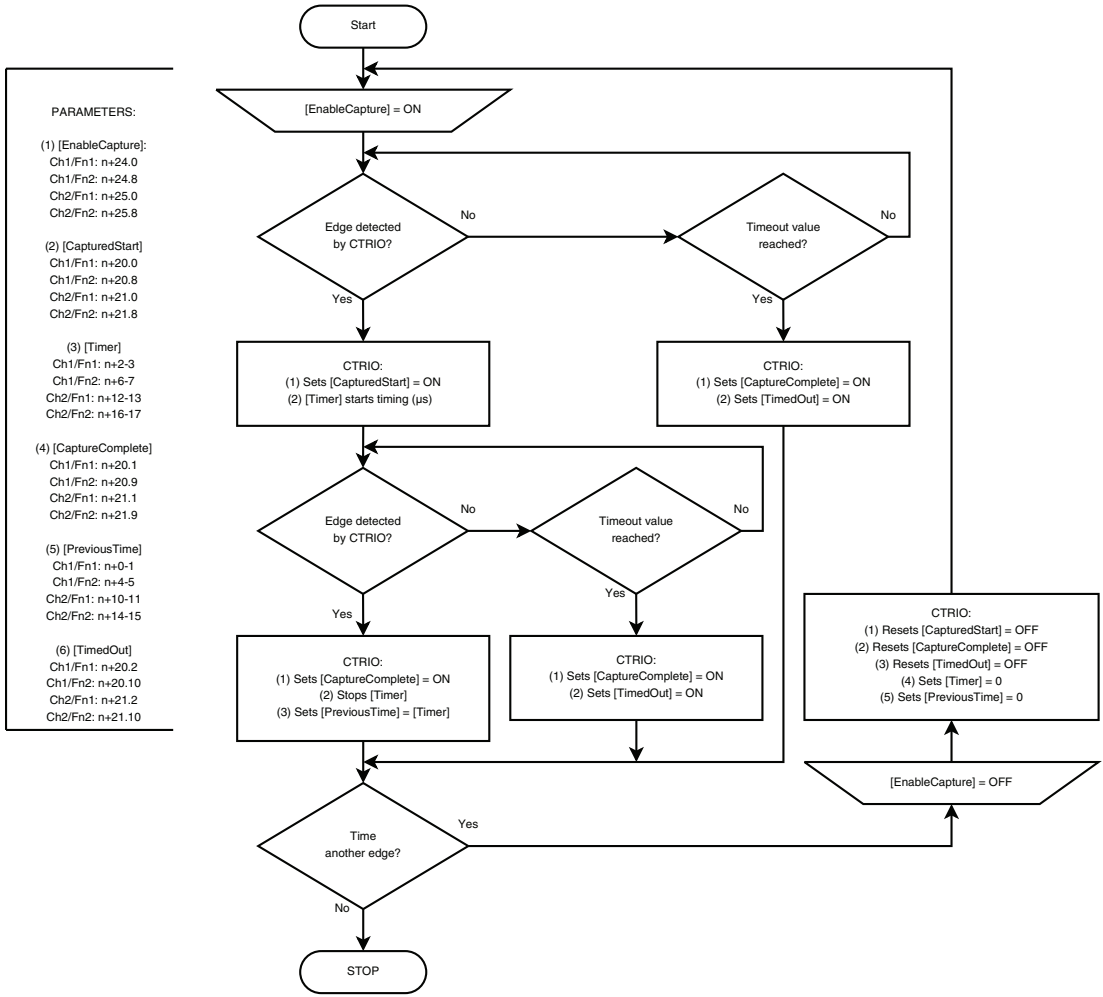 Start
PARAMETERS:
(1) [EnableCapture]:
Ch1/Fn1: n+24.0
Ch1/Fn2: n+24.8
Ch2/Fn1: n+25.0
Ch2/Fn2: n+25.8
(2) [CapturedStart]
Ch1/Fn1: n+20.0
Ch1/Fn2: n+20.8
Ch2/Fn1: n+21.0
Ch2/Fn2: n+21.8
(3) [Timer]
Ch1/Fn1: n+2-3
Ch1/Fn2: n+6-7
Ch2/Fn1: n+12-13
Ch2/Fn2: n+16-17
(4) [CaptureComplete]
Ch1/Fn1: n+20.1
Ch1/Fn2: n+20.9
Ch2/Fn1: n+21.1
Ch2/Fn2: n+21.9
(5) [PreviousTime]
Ch1/Fn1: n+0-1
Ch1/Fn2: n+4-5
Ch2/Fn1: n+10-11
Ch2/Fn2: n+14-15
(6) [TimedOut]
Ch1/Fn1: n+20.2
Ch1/Fn2: n+20.10
Ch2/Fn1: n+21.2
Ch2/Fn2: n+21.10
[EnableCapture] = ON
Edge detected
by CTRIO?
No
Yes
Timeout value
reached?
No
Yes
CTRIO:
(1) Sets [CapturedStart] = ON
(2) [Timer] starts timing (µs)
CTRIO:
(1) Sets [CaptureComplete] = ON
(2) Sets [TimedOut] = ON
Edge detected
by CTRIO?
No
Yes
Timeout value
reached?
No
Yes
CTRIO:
(1) Sets [CaptureComplete] = ON
(2) Stops [Timer]
(3) Sets [PreviousTime] = [Timer]
CTRIO:
(1) Sets [CaptureComplete] = ON
(2) Sets [TimedOut] = ON
CTRIO:
(1) Resets [CapturedStart] = OFF
(2) Resets [CaptureComplete] = OFF
(3) Resets [TimedOut] = OFF
(4) Sets [Timer] = 0
(5) Sets [PreviousTime] = 0
[EnableCapture] = OFF
Time
another edge?
Yes
No
STOP